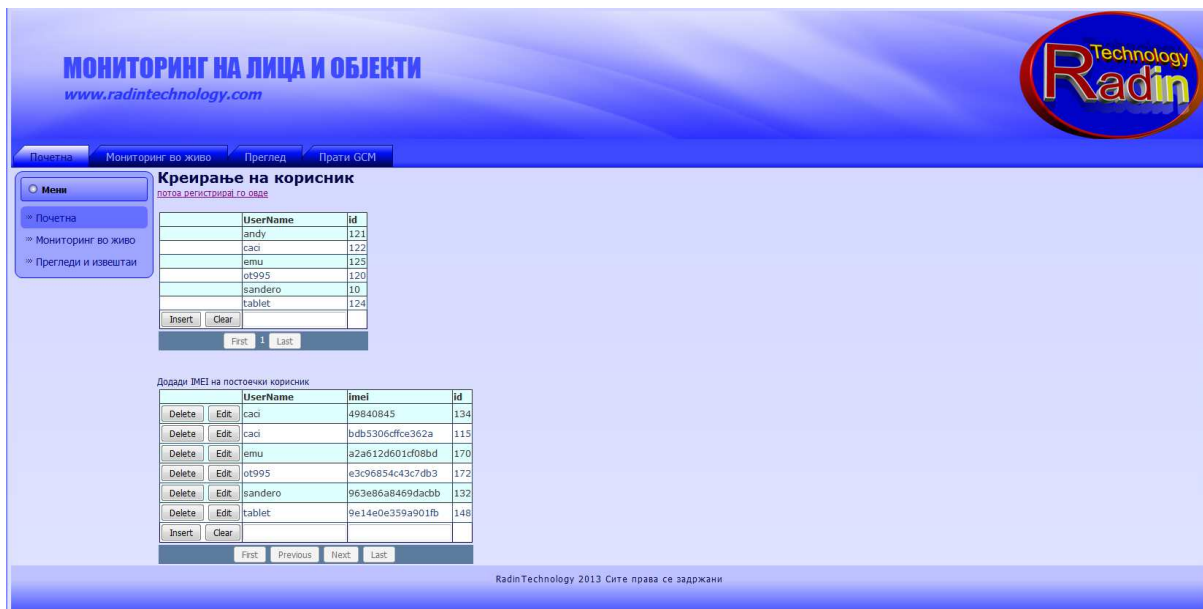 МОНИТОРИНГ НА ЛИЦА И ОБЈЕКТИ
www.radintechnology.com
Technology
Radin
Почетна Мониторинг во живо Преглед Прати GCM
Мени
Почетна
Мониторинг во живо
Прегледи и извештаи
Креирање на корисник
потоа регистрирај го овде
UserName id
andy 121
caci 122
emu 125
ot995 120
sandero 10
tablet 124
Insert Clear
First 1 Last
Додади IMEI на постоечки корисник
UserName imei id
Delete Edit caci 49840845 134
Delete Edit caci bdb5306cffce362a 115
Delete Edit emu a2a612d601cf08bd 170
Delete Edit ot995 e3c96854c43c7db3 172
Delete Edit sandero 963e86a8469dacbb 132
Delete Edit tablet 9e14e0e359a901fb 148
Insert Clear
First Previous Next Last
RadinTechnology 2013 Сите права се задржани